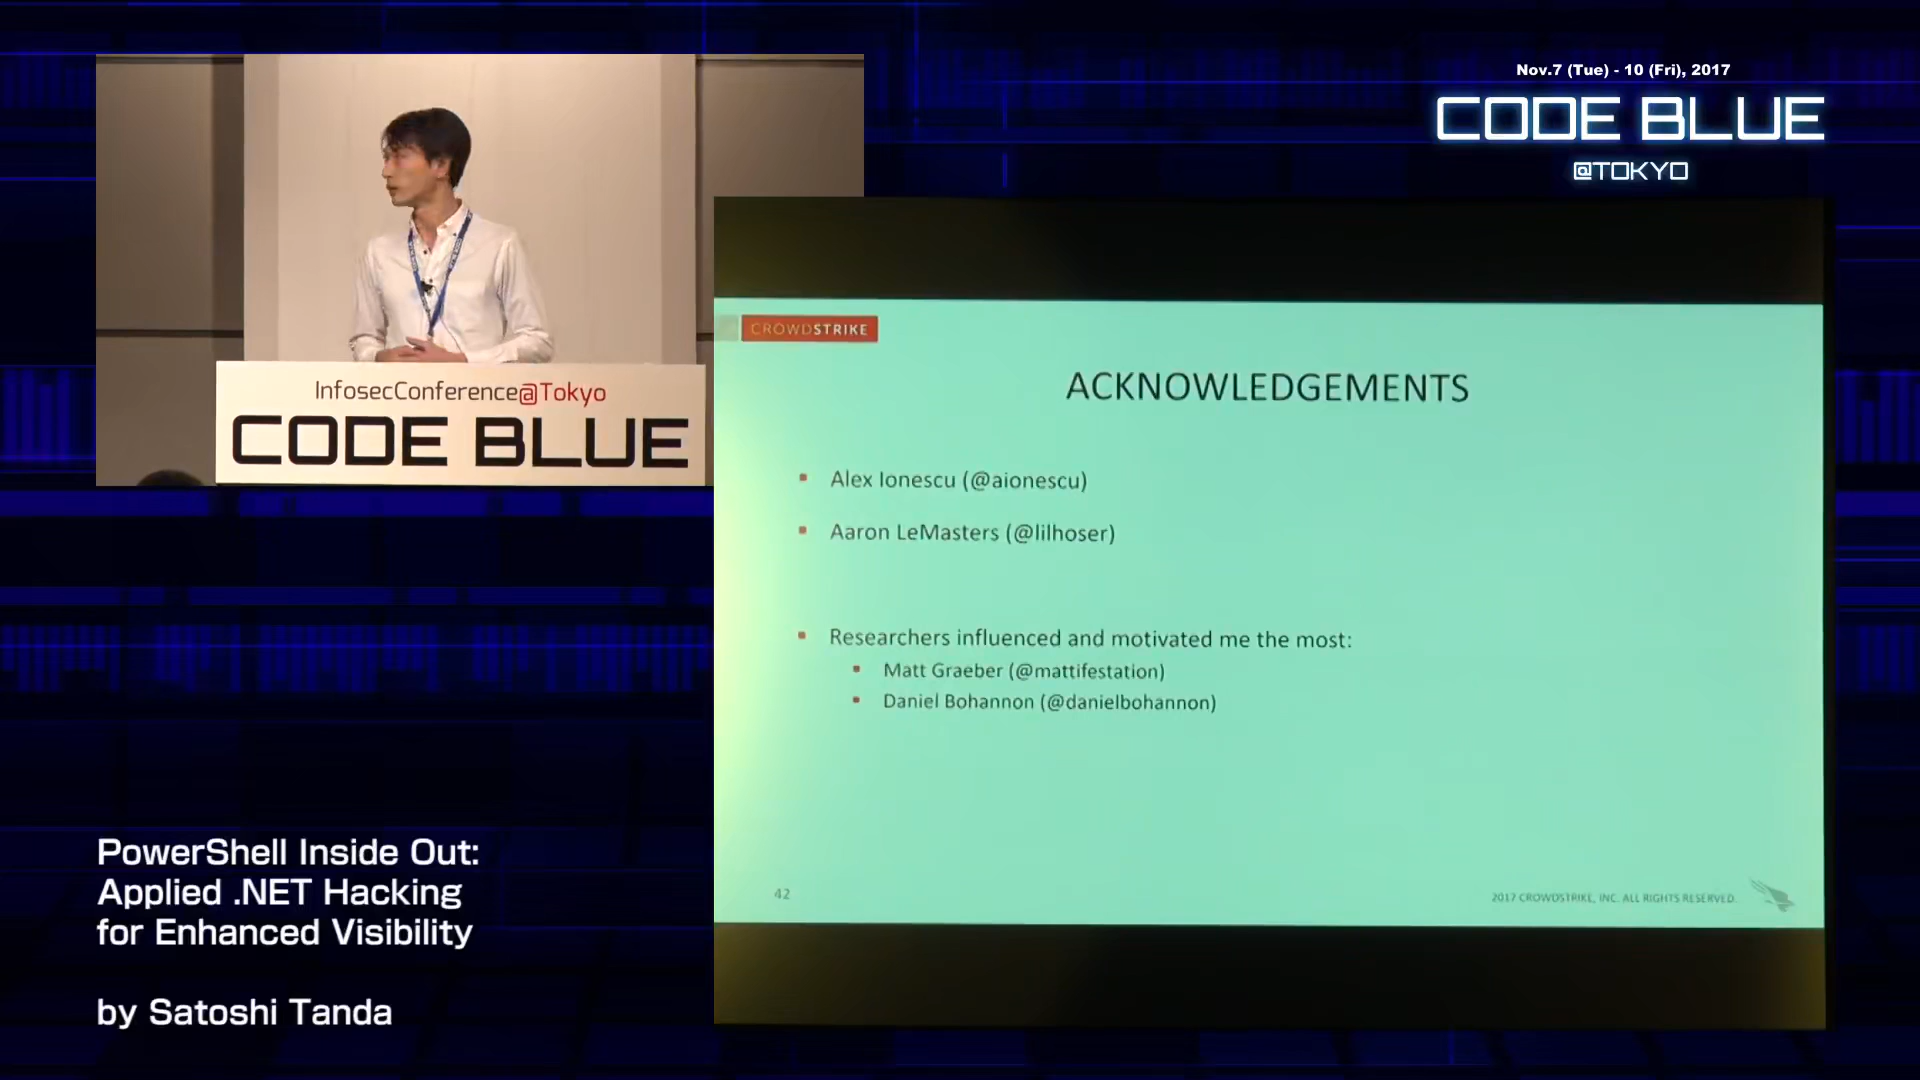 Nov.7 (Tue) - 10 (Fri), 2017
CODE BLUE
@TOKYO
InfosecConference@Tokyo
CODE BLUE
CROWDSTRIKE
ACKNOWLEDGEMENTS
▪ Alex Ionescu (@aionescu)
▪ Aaron LeMasters (@lilhoser)
▪ Researchers influenced and motivated me the most:
▪ Matt Graeber (@mattifestation)
▪ Daniel Bohannon (@danielbohannon)
42
2017 CROWDSTRIKE, INC. ALL RIGHTS RESERVED.
PowerShell Inside Out:
Applied .NET Hacking
for Enhanced Visibility
by Satoshi Tanda